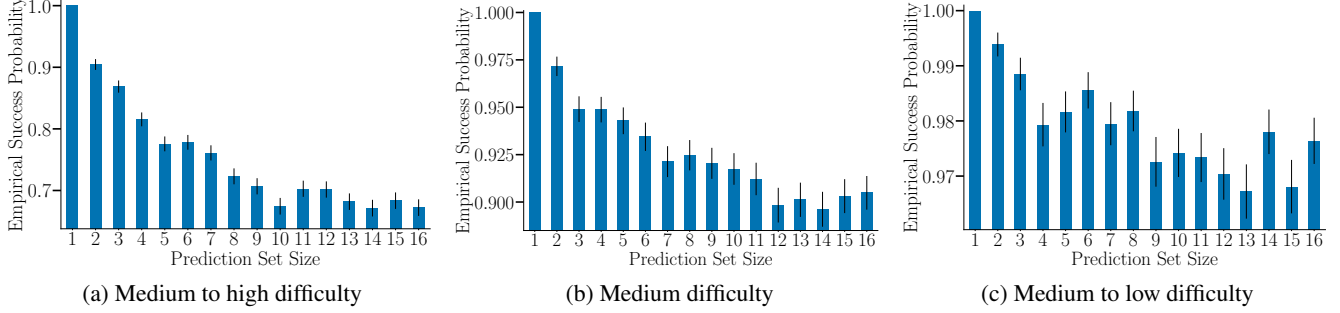 Empirical Success Probability
1.0
0.9
0.8
0.7
1 2 3 4 5 6 7 8 9 10 11 12 13 14 15 16
Prediction Set Size
(a) Medium to high difficulty
Empirical Success Probability
1.000
0.975
0.950
0.925
0.900
1 2 3 4 5 6 7 8 9 10 11 12 13 14 15 16
Prediction Set Size
(b) Medium difficulty
Empirical Success Probability
1.00
0.99
0.98
0.97
1 2 3 4 5 6 7 8 9 10 11 12 13 14 15 16
Prediction Set Size
(c) Medium to low difficulty